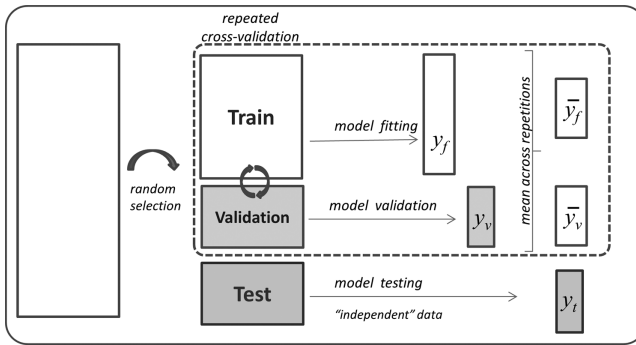 repeated
cross-validation
Train
model fitting
y_f
mean across repetitions
ȳ_f
random
selection
Validation
model validation
y_v
ȳ_v
Test
model testing
"independent" data
y_t